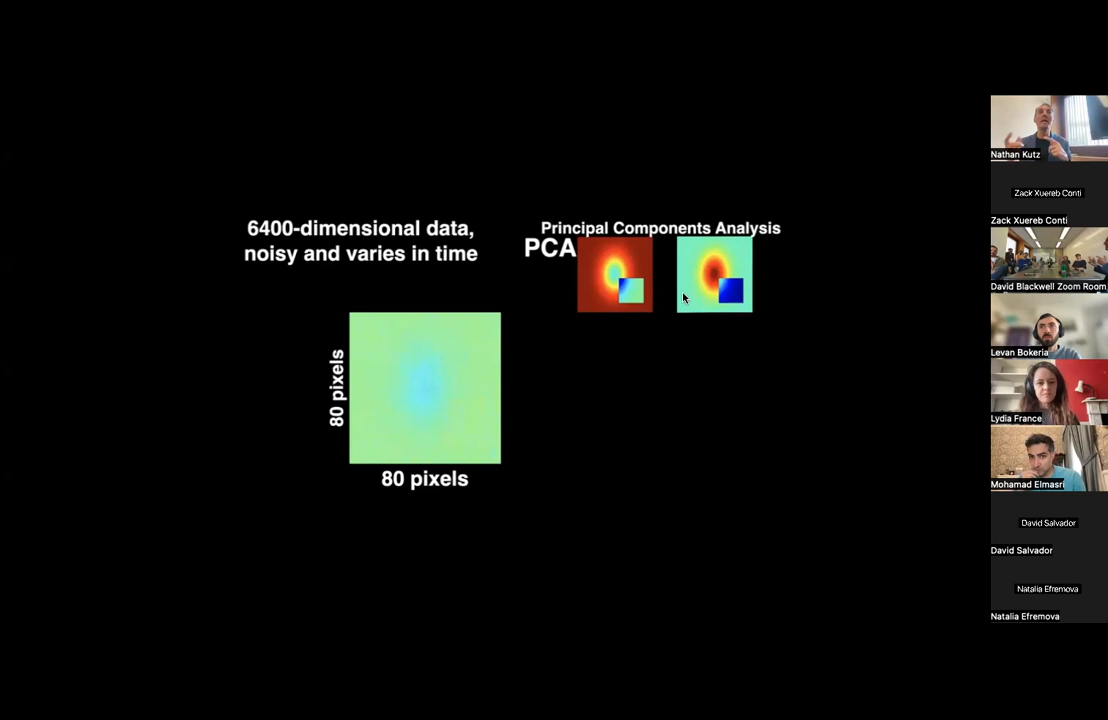 6400-dimensional data,
noisy and varies in time
Principal Components Analysis
PCA
80 pixels
80 pixels
Nathan Kutz
Zack Xuereb Conti
Zack Xuereb Conti
David Blackwell Zoom Room
Levan Bokeria
Lydia France
Mohamad Elmasri
David Salvador
David Salvador
Natalia Efremova
Natalia Efremova